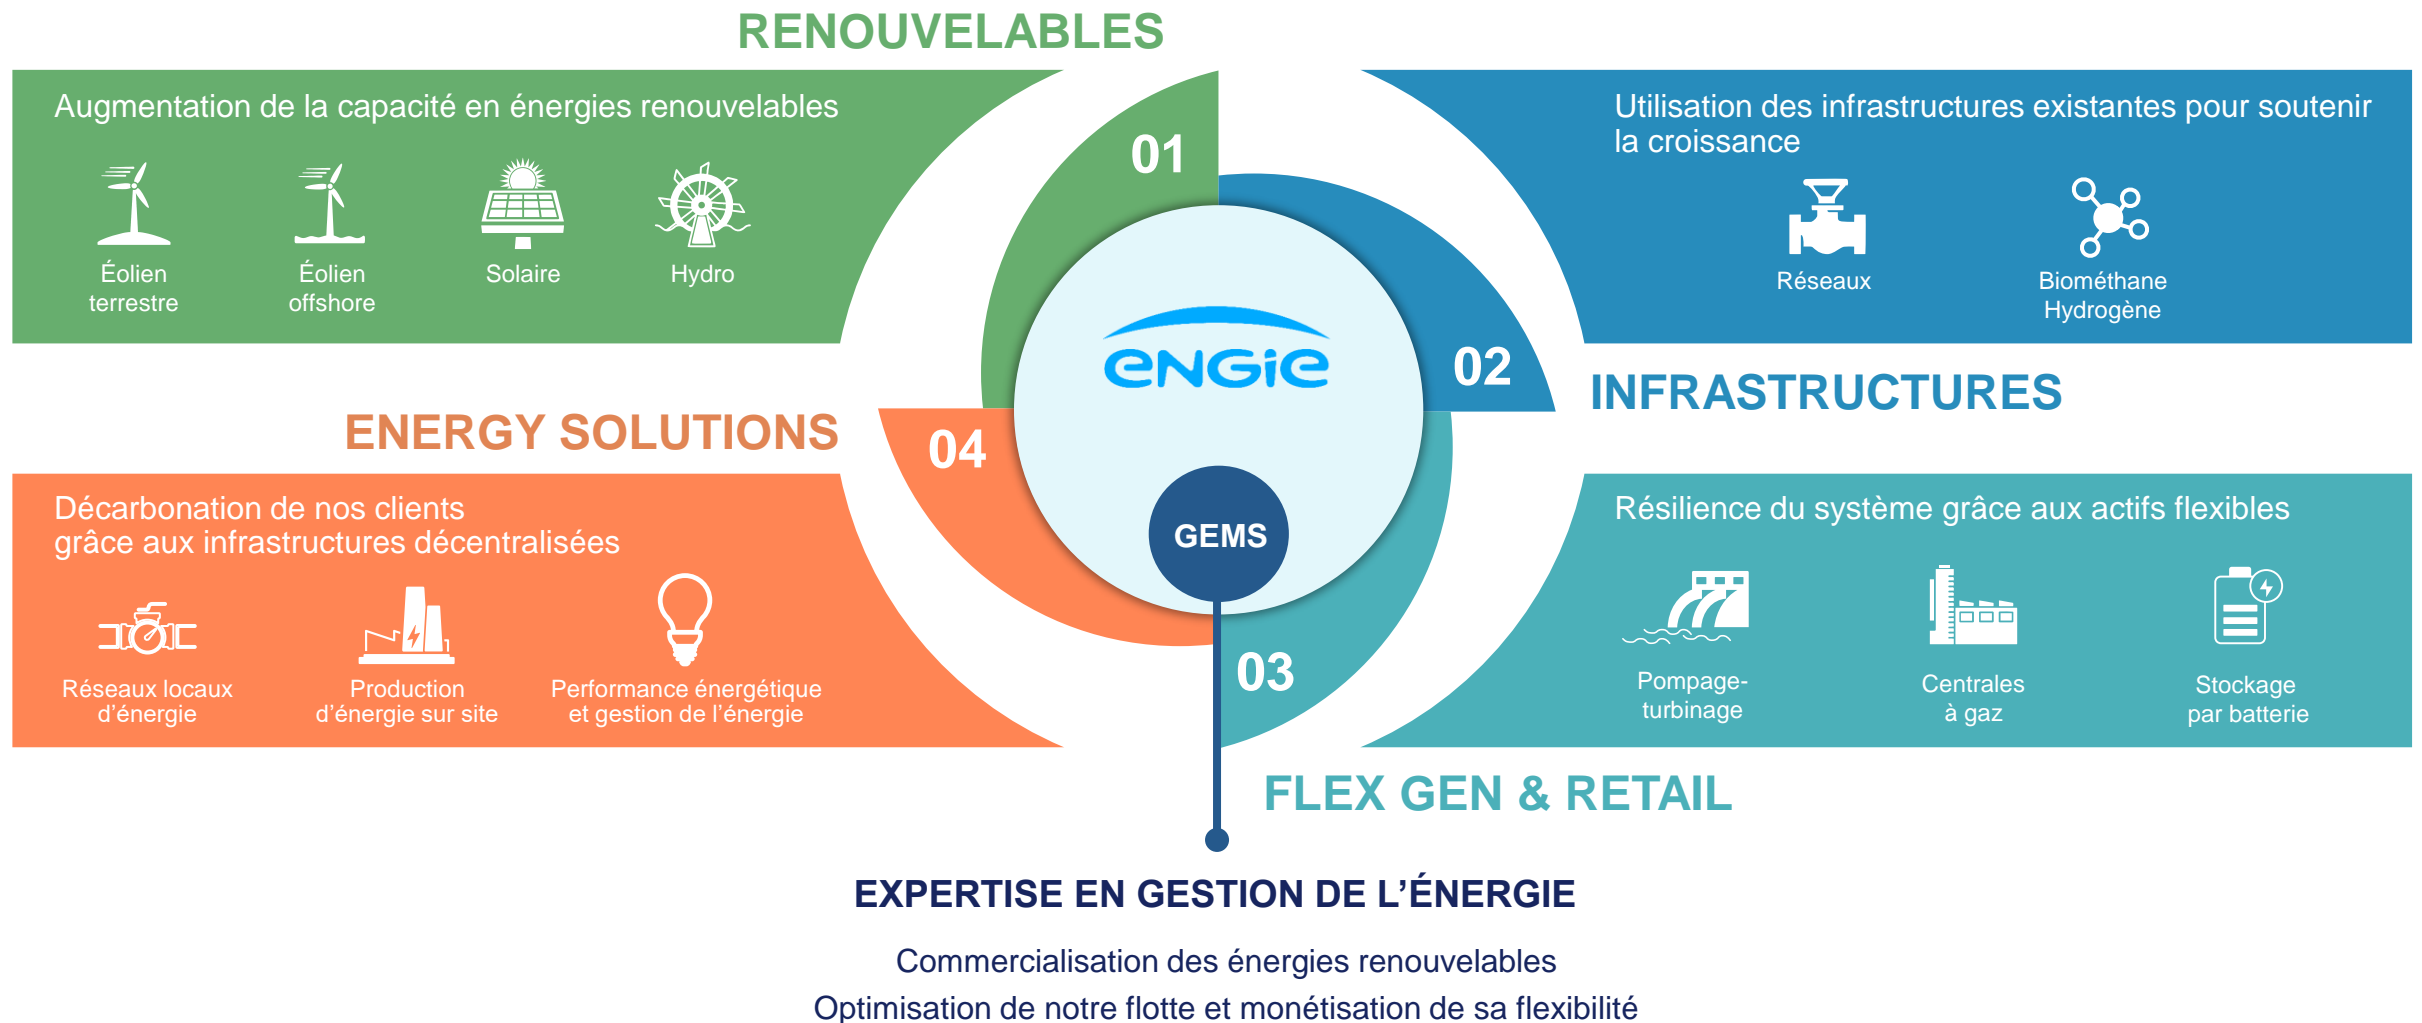 RENOUVELABLES
Augmentation de la capacité en énergies renouvelables
Éolien
terrestre
Éolien
offshore
Solaire
Hydro
01
Utilisation des infrastructures existantes pour soutenir
la croissance
Réseaux
Biométhane
Hydrogène
02
INFRASTRUCTURES
ENGIE
GEMS
ENERGY SOLUTIONS
04
Décarbonation de nos clients
grâce aux infrastructures décentralisées
Réseaux locaux
d’énergie
Production
d’énergie sur site
Performance énergétique
et gestion de l’énergie
03
Résilience du système grâce aux actifs flexibles
Pompage-
turbinage
Centrales
à gaz
Stockage
par batterie
FLEX GEN & RETAIL
EXPERTISE EN GESTION DE L’ÉNERGIE
Commercialisation des énergies renouvelables
Optimisation de notre flotte et monétisation de sa flexibilité